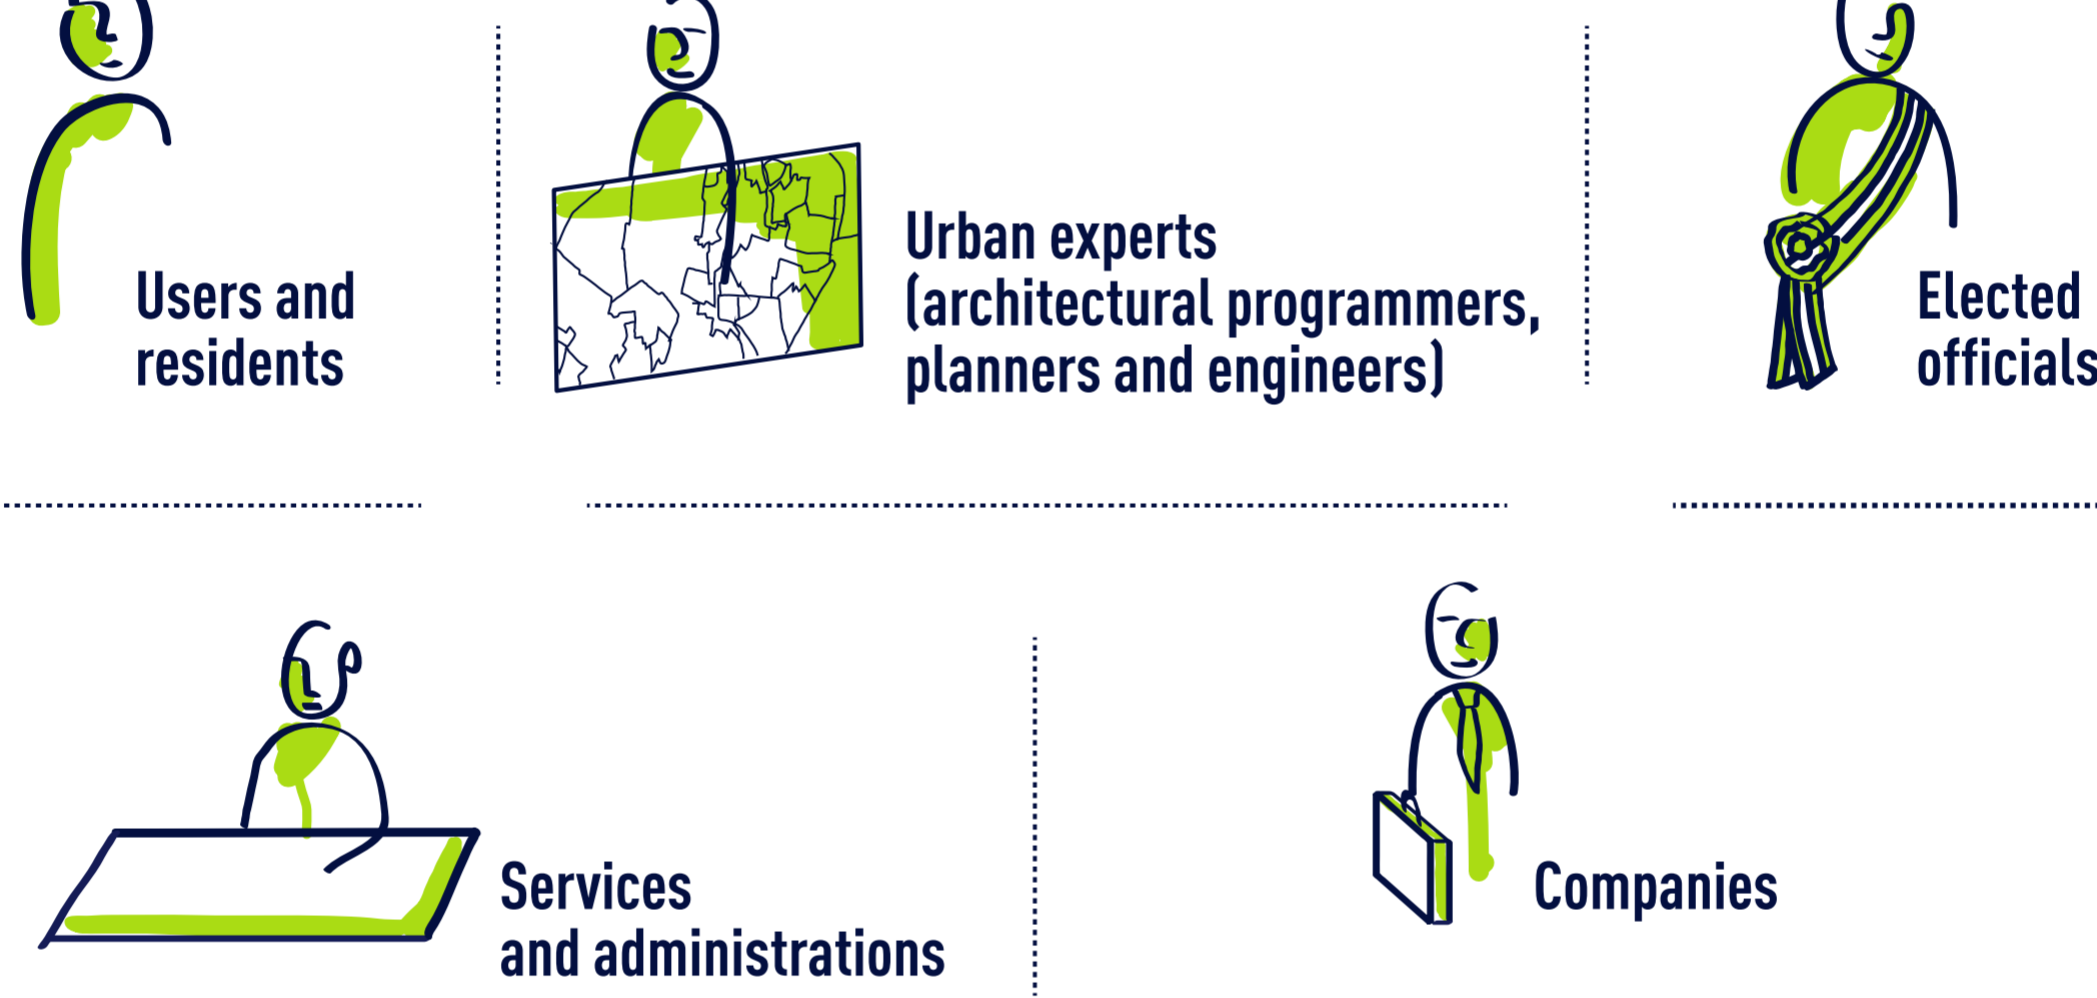 Users and
residents
Urban experts
(architectural programmers,
planners and engineers)
Elected
officials
Services
and administrations
Companies